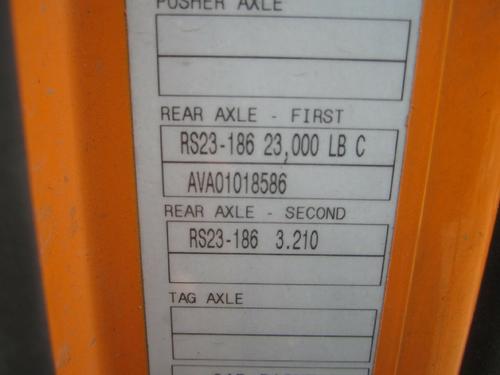 PUSHER AXLE
REAR AXLE - FIRST
RS23-186 23,000 LB C
AVA01018586
REAR AXLE - SECOND
RS23-186 3.210
TAG AXLE